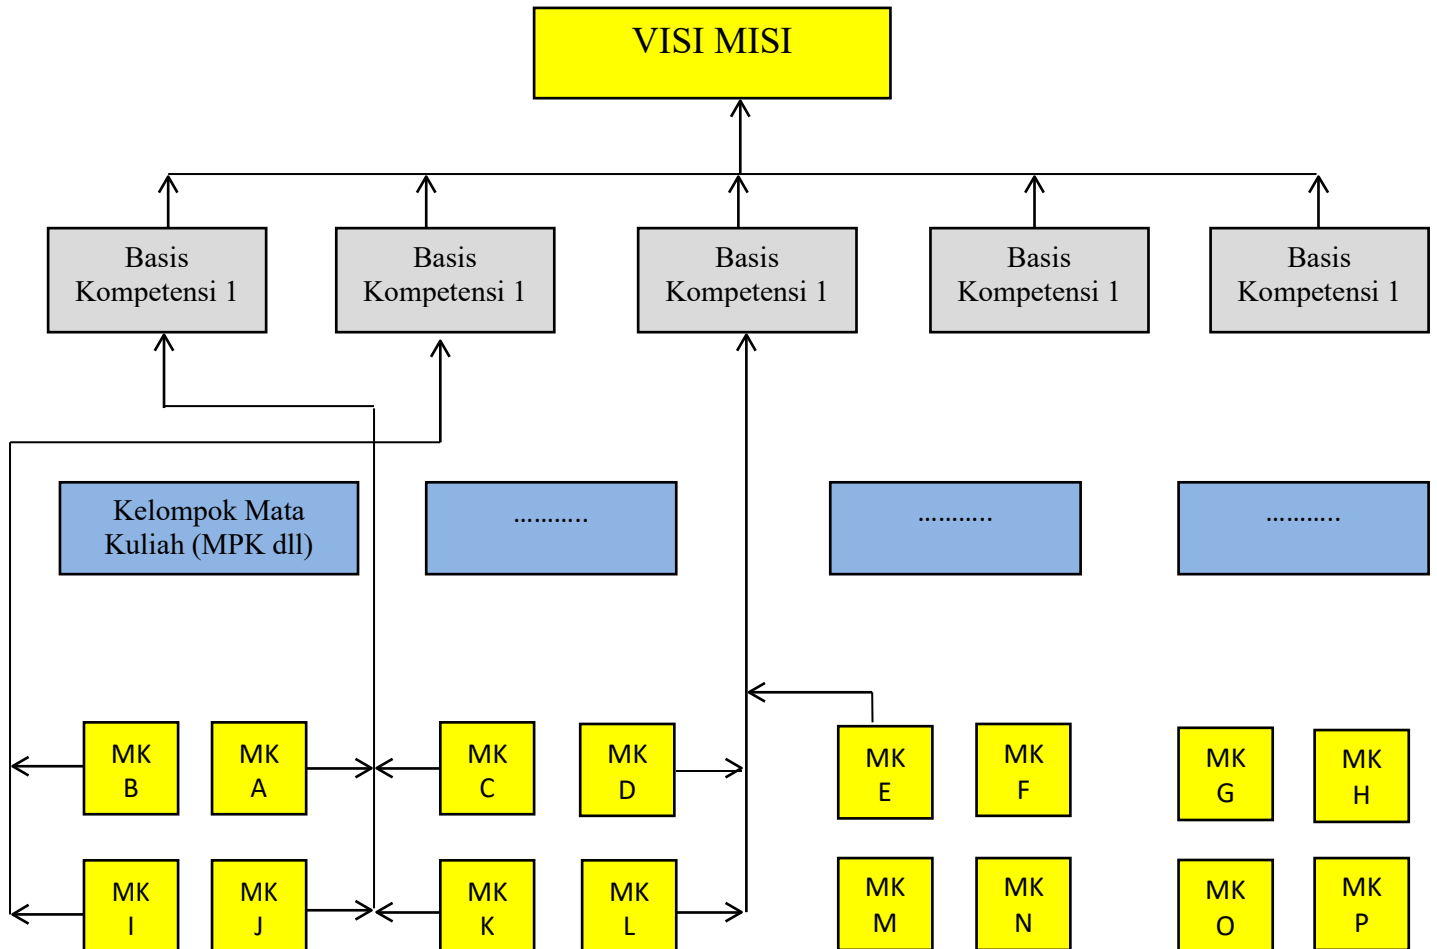 VISI MISI
Basis
Kompetensi 1
Basis
Kompetensi 1
Basis
Kompetensi 1
Basis
Kompetensi 1
Basis
Kompetensi 1
Kelompok Mata
Kuliah (MPK dll)
...........
...........
...........
MK
B
MK
A
MK
C
MK
D
MK
E
MK
F
MK
G
MK
H
MK
I
MK
J
MK
K
MK
L
MK
M
MK
N
MK
O
MK
P